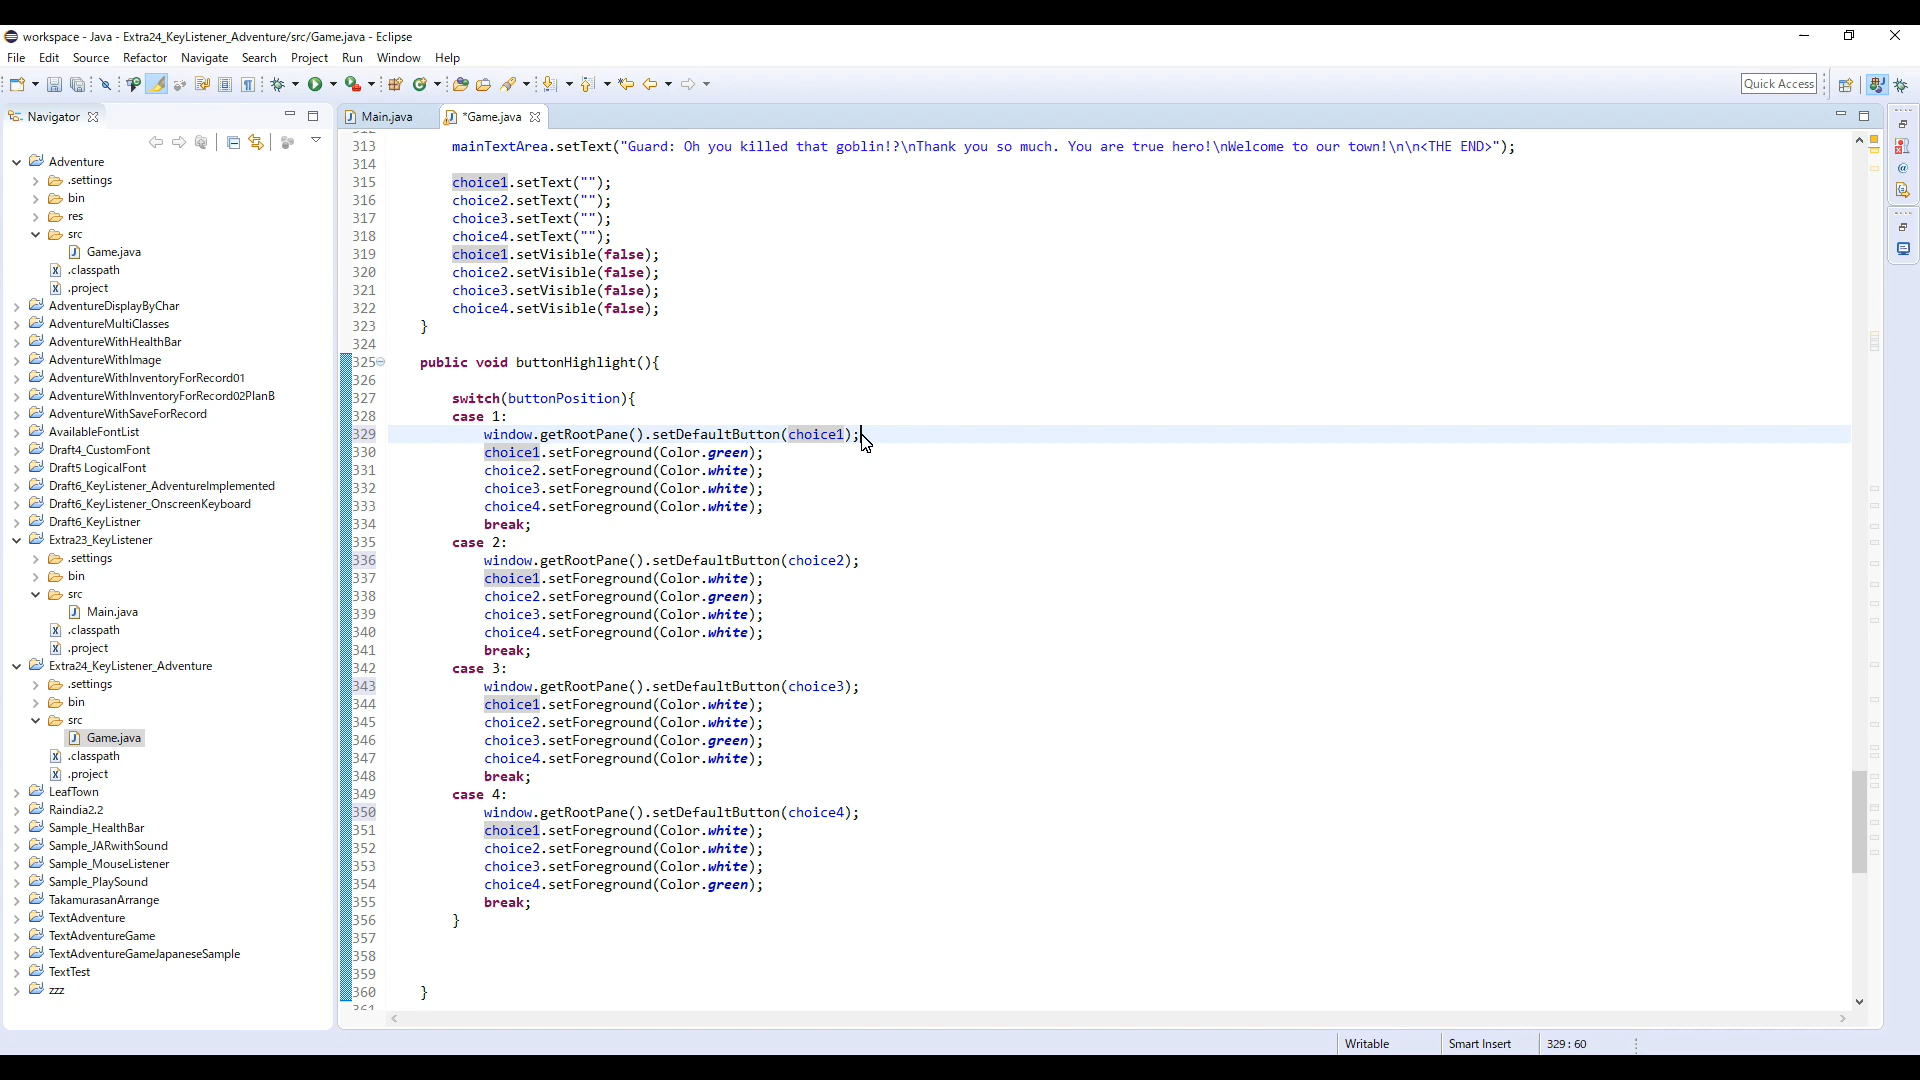 workspace - Java - Extra24_KeyListener_Adventure/src/Game.java - Eclipse
File Edit Source Refactor Navigate Search Project Run Window Help
Quick Access
Navigator
Main.java
*Game.java
Adventure
.settings
bin
res
src
Game.java
.classpath
.project
AdventureDisplayByChar
AdventureMultiClasses
AdventureWithHealthBar
AdventureWithImage
AdventureWithInventoryForRecord01
AdventureWithInventoryForRecord02PlanB
AdventureWithSaveForRecord
AvailableFontList
Draft4_CustomFont
Draft5 LogicalFont
Draft6_KeyListener_AdventureImplemented
Draft6_KeyListener_OnscreenKeyboard
Draft6_KeyListner
Extra23_KeyListener
.settings
bin
src
Main.java
.classpath
.project
Extra24_KeyListener_Adventure
.settings
bin
src
Game.java
.classpath
.project
LeafTown
Raindia2.2
Sample_HealthBar
Sample_JARwithSound
Sample_MouseListener
Sample_PlaySound
TakamurasanArrange
TextAdventure
TextAdventureGame
TextAdventureGameJapaneseSample
TextTest
zzz
312
313 mainTextArea.setText("Guard: Oh you killed that goblin!?\nThank you so much. You are true hero!\nWelcome to our town!\n\n<THE END>");
314
315 choice1.setText("");
316 choice2.setText("");
317 choice3.setText("");
318 choice4.setText("");
319 choice1.setVisible(false);
320 choice2.setVisible(false);
321 choice3.setVisible(false);
322 choice4.setVisible(false);
323 }
324
325 public void buttonHighlight(){
326
327 switch(buttonPosition){
328 case 1:
329 window.getRootPane().setDefaultButton(choice1);
330 choice1.setForeground(Color.green);
331 choice2.setForeground(Color.white);
332 choice3.setForeground(Color.white);
333 choice4.setForeground(Color.white);
334 break;
335 case 2:
336 window.getRootPane().setDefaultButton(choice2);
337 choice1.setForeground(Color.white);
338 choice2.setForeground(Color.green);
339 choice3.setForeground(Color.white);
340 choice4.setForeground(Color.white);
341 break;
342 case 3:
343 window.getRootPane().setDefaultButton(choice3);
344 choice1.setForeground(Color.white);
345 choice2.setForeground(Color.white);
346 choice3.setForeground(Color.green);
347 choice4.setForeground(Color.white);
348 break;
349 case 4:
350 window.getRootPane().setDefaultButton(choice4);
351 choice1.setForeground(Color.white);
352 choice2.setForeground(Color.white);
353 choice3.setForeground(Color.white);
354 choice4.setForeground(Color.green);
355 break;
356 }
357
358
359
360 }
361
Writable Smart Insert 329 : 60